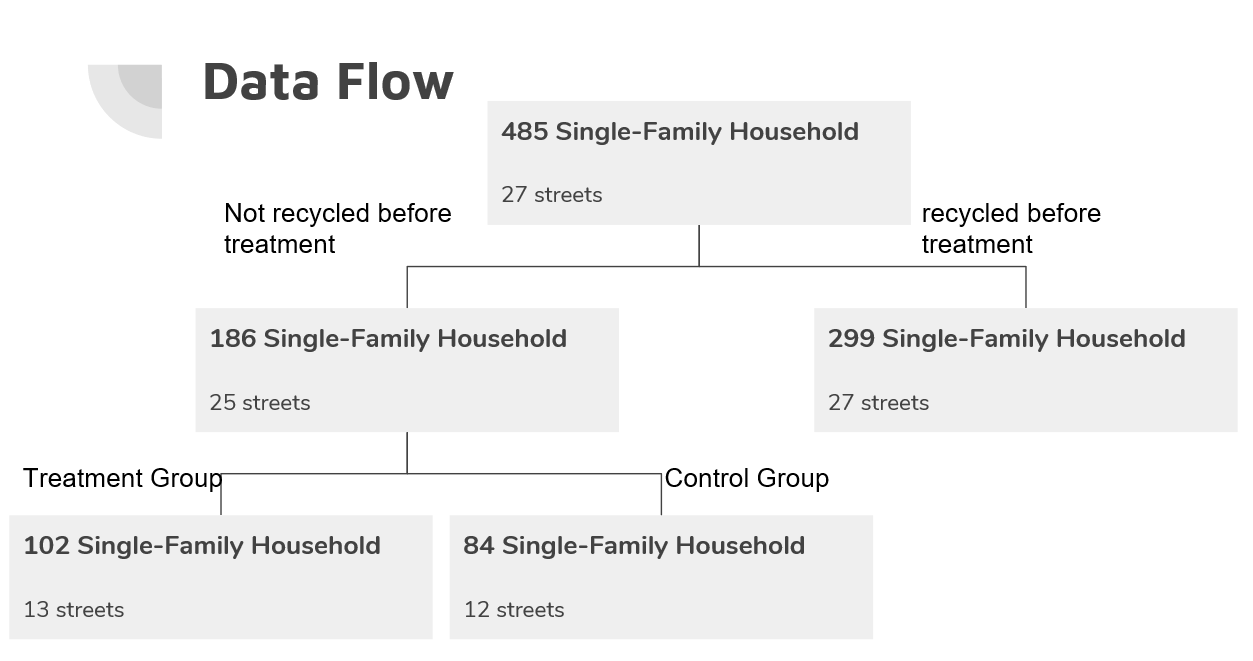 Data Flow
485 Single-Family Household
27 streets
Not recycled before
treatment
recycled before
treatment
186 Single-Family Household
25 streets
299 Single-Family Household
27 streets
Treatment Group
Control Group
102 Single-Family Household
13 streets
84 Single-Family Household
12 streets